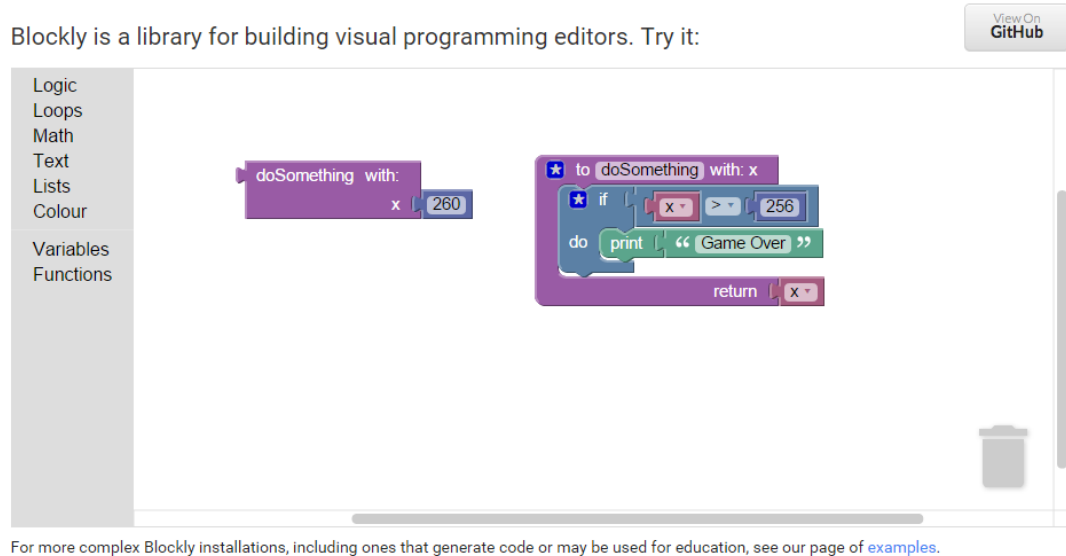 View On
GitHub
Blockly is a library for building visual programming editors. Try it:
Logic
Loops
Math
Text
Lists
Colour
Variables
Functions
doSomething with:
x 260
to doSomething with: x
if x > 256
do print “ Game Over ”
return x
For more complex Blockly installations, including ones that generate code or may be used for education, see our page of examples.